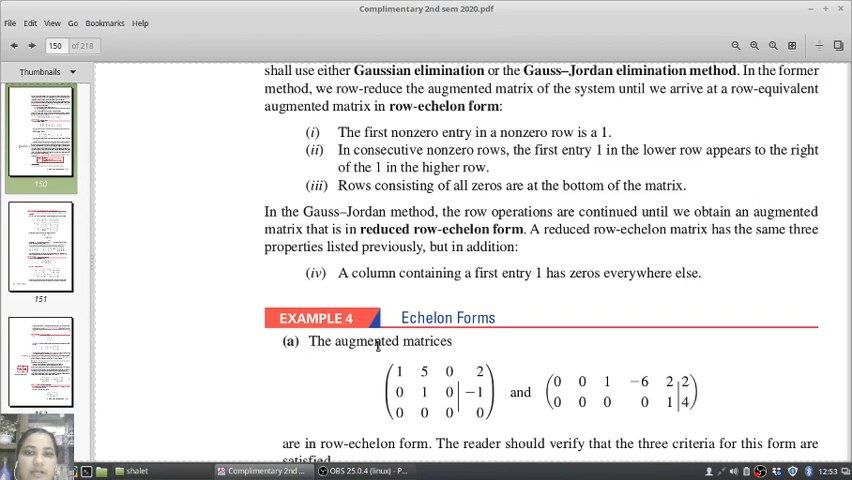 Complimentary 2nd sem 2020.pdf
File Edit View Go Bookmarks Help
150 of 218
Thumbnails
150
151
shall use either Gaussian elimination or the Gauss–Jordan elimination method. In the former
method, we row-reduce the augmented matrix of the system until we arrive at a row-equivalent
augmented matrix in row-echelon form:
(i) The first nonzero entry in a nonzero row is a 1.
(ii) In consecutive nonzero rows, the first entry 1 in the lower row appears to the right
of the 1 in the higher row.
(iii) Rows consisting of all zeros are at the bottom of the matrix.
In the Gauss–Jordan method, the row operations are continued until we obtain an augmented
matrix that is in reduced row-echelon form. A reduced row-echelon matrix has the same three
properties listed previously, but in addition:
(iv) A column containing a first entry 1 has zeros everywhere else.
EXAMPLE 4 Echelon Forms
(a) The augmented matrices
1 5 0 2
0 1 0 | −1
0 0 0 0
and
0 0 1 −6 2 | 2
0 0 0 0 1 | 4
are in row-echelon form. The reader should verify that the three criteria for this form are
satisfied.
shalet
Complimentary 2nd ...
OBS 25.0.4 (linux) - P...
12:53